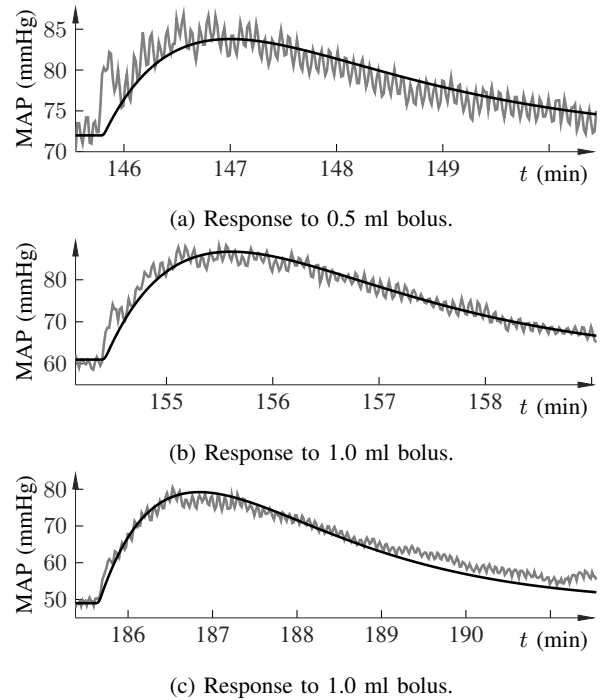 MAP (mmHg)
85
80
75
70
146 147 148 149 t (min)
(a) Response to 0.5 ml bolus.
MAP (mmHg)
80
70
60
155 156 157 158 t (min)
(b) Response to 1.0 ml bolus.
MAP (mmHg)
80
70
60
50
186 187 188 189 190 t (min)
(c) Response to 1.0 ml bolus.